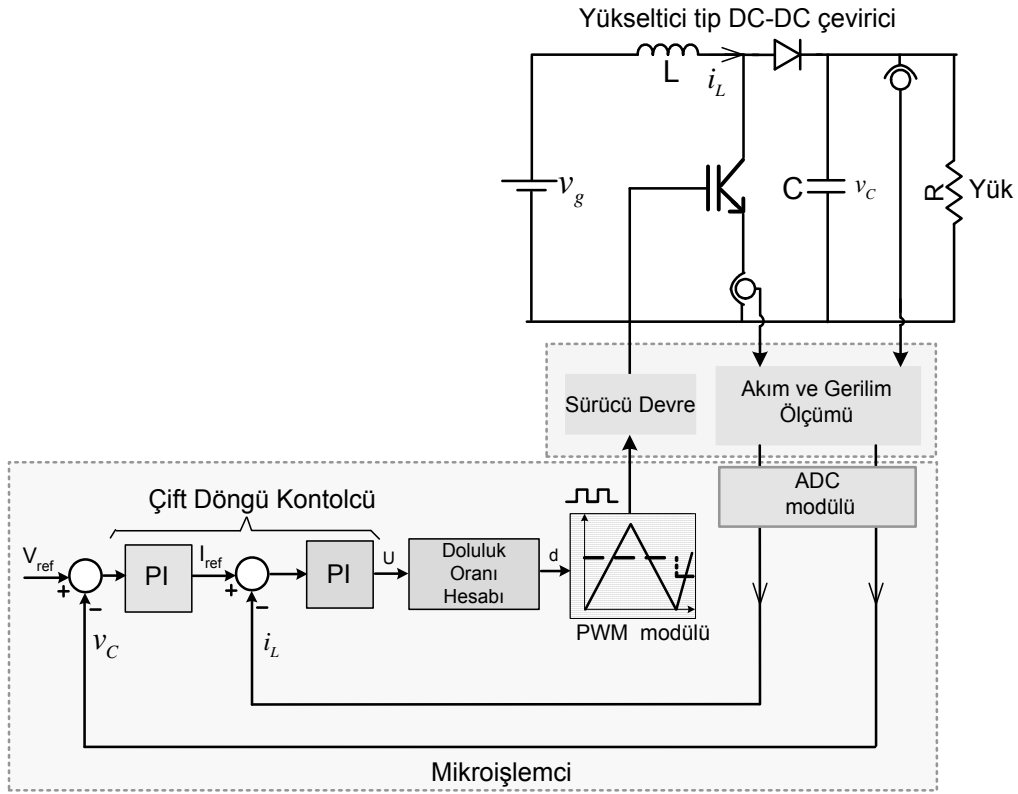 Yükseltici tip DC-DC çevirici
L
i_L
v_g
C
v_C
R
Yük
Sürücü Devre
Akım ve Gerilim
Ölçümü
ADC
modülü
Çift Döngü Kontolcü
V_ref
+
−
PI
I_ref
+
−
PI
U
Doluluk
Oranı
Hesabı
d
PWM modülü
v_C
i_L
Mikroişlemci